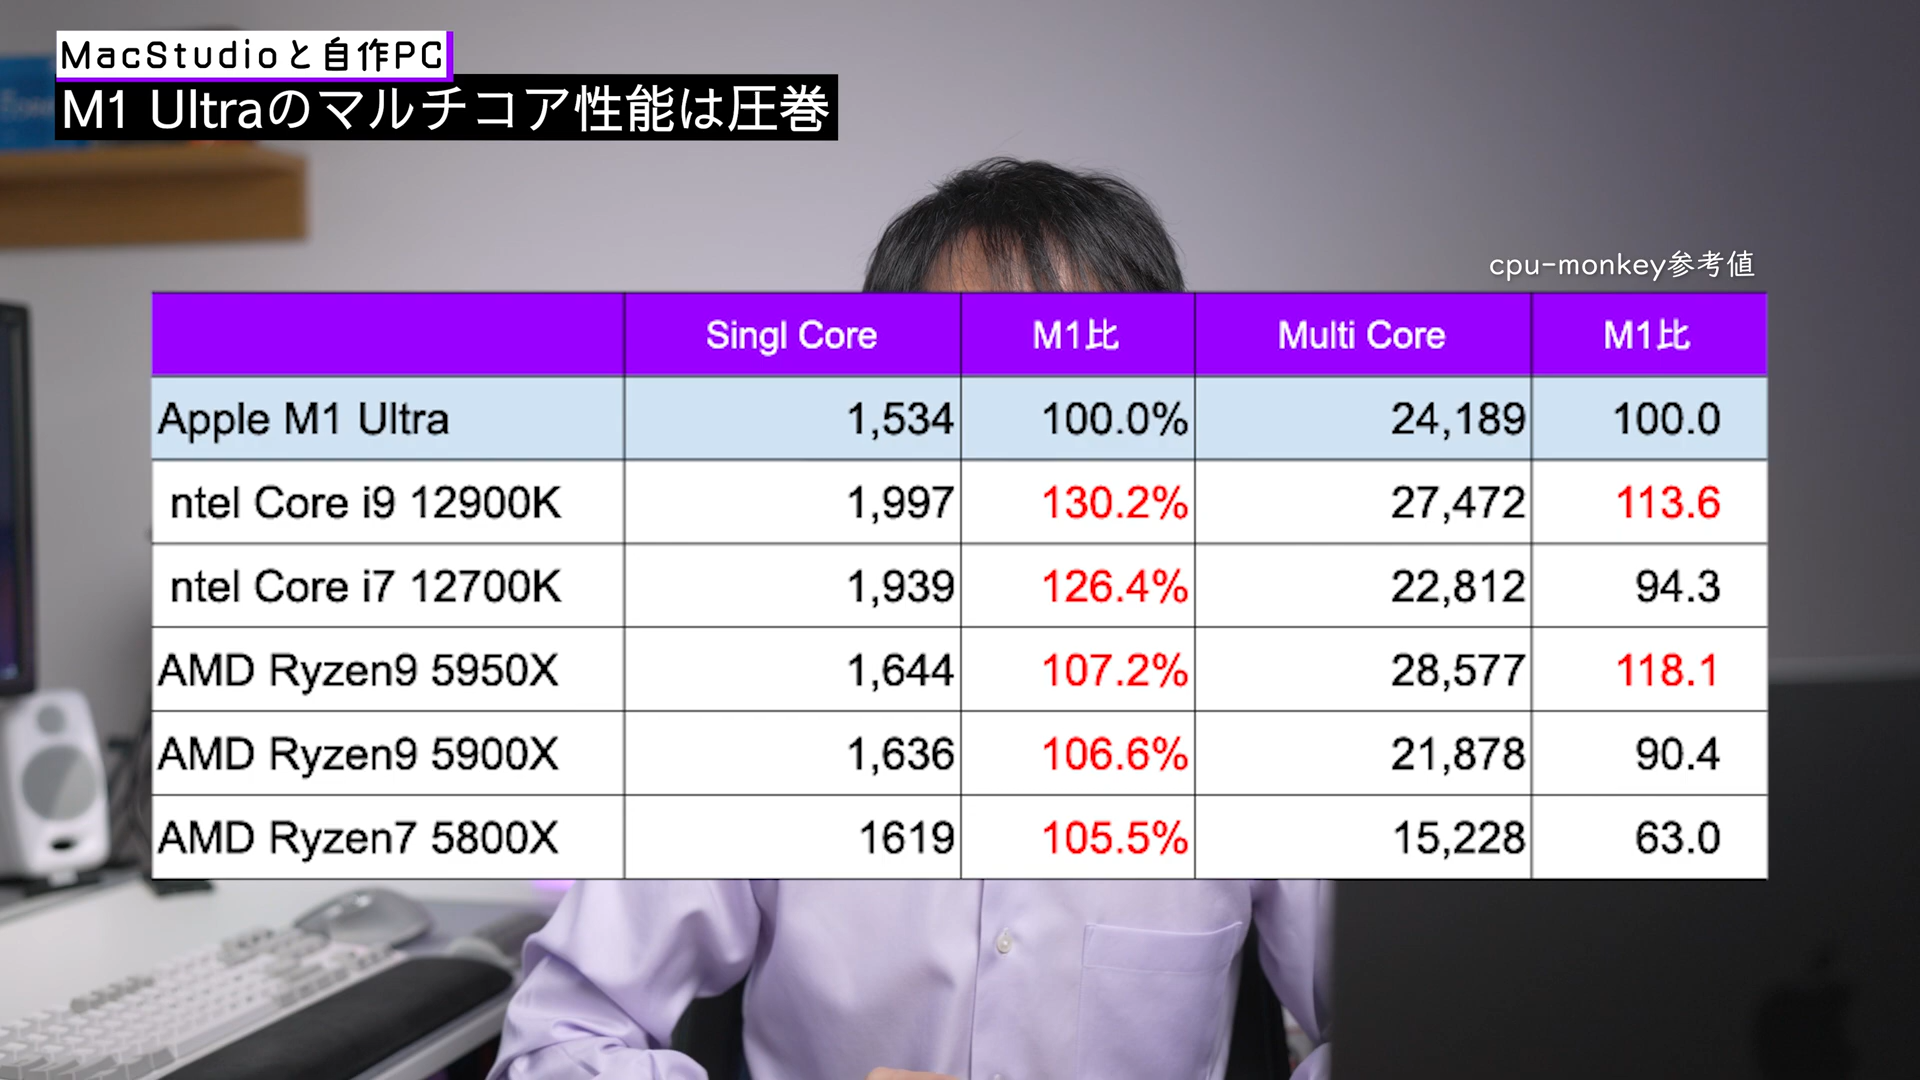 MacStudioと自作PC
M1 Ultraのマルチコア性能は圧巻
cpu-monkey参考値
Singl Core M1比 Multi Core M1比
Apple M1 Ultra 1,534 100.0% 24,189 100.0
ntel Core i9 12900K 1,997 130.2% 27,472 113.6
ntel Core i7 12700K 1,939 126.4% 22,812 94.3
AMD Ryzen9 5950X 1,644 107.2% 28,577 118.1
AMD Ryzen9 5900X 1,636 106.6% 21,878 90.4
AMD Ryzen7 5800X 1619 105.5% 15,228 63.0